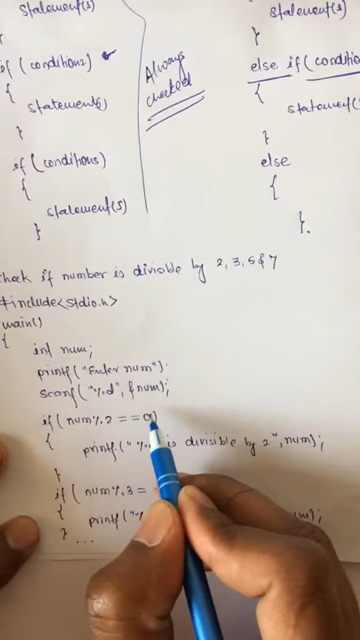 statement(s)
}
if (condition2)
{
statement(s)
}
if (conditions)
{
statement(s)
}
Always
checked
statement(s)
}
else if (condition
{
statement(s
}
else
{
}.
check if number is divisible by 2, 3, 5 & 7
#include<stdio.h>
main()
{
int num;
printf("Enter num");
scanf("%d", &num);
if (num%2 == 0)
{
printf("% is divisible by 2", num);
}
if (num%3 =
{
printf("% num);
} ...